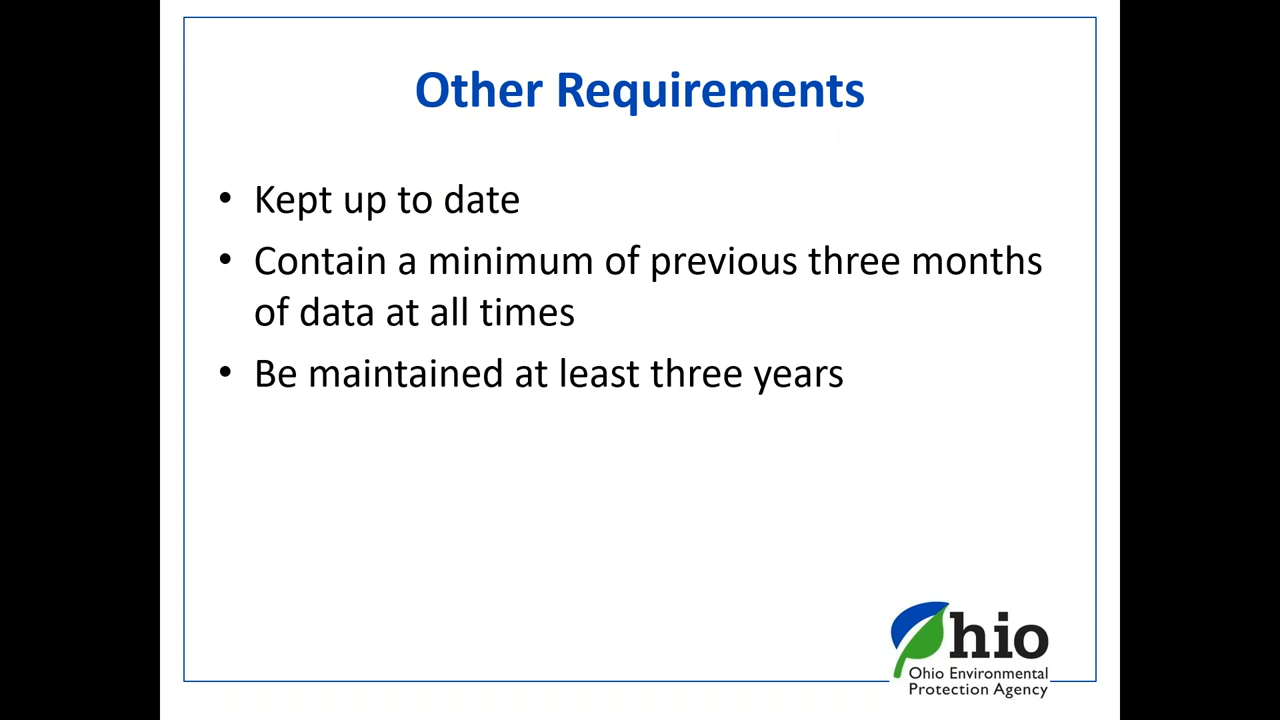 Other Requirements
• Kept up to date
• Contain a minimum of previous three months
of data at all times
• Be maintained at least three years
Ohio
Ohio Environmental
Protection Agency